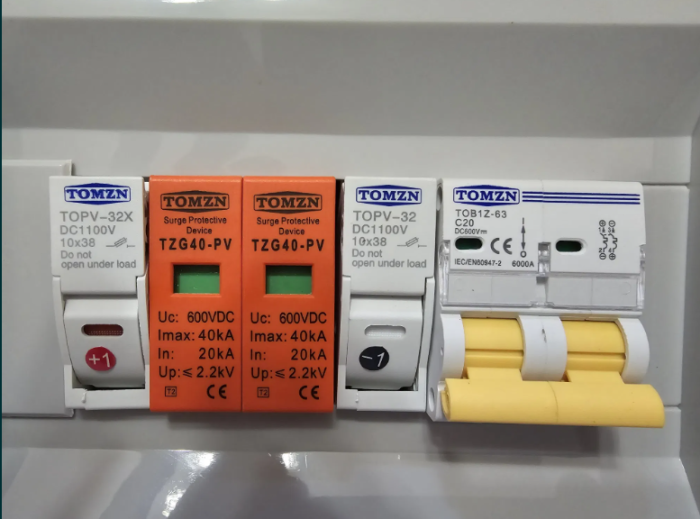 TOMZN
TOPV-32X
DC1100V
10x38
Do not
open under load
+1
TOMZN
Surge Protective
Device
TZG40-PV
Uc: 600VDC
Imax: 40kA
In: 20kA
Up: ≤ 2.2kV
T2 CE
TOMZN
Surge Protective
Device
TZG40-PV
Uc: 600VDC
Imax: 40kA
In: 20kA
Up: ≤ 2.2kV
T2 CE
TOMZN
TOPV-32
DC1100V
10x38
Do not
open under load
-1
TOMZN
TOB1Z-63
C20
DC600V
CE
I
O
IEC/EN60947-2 6000A